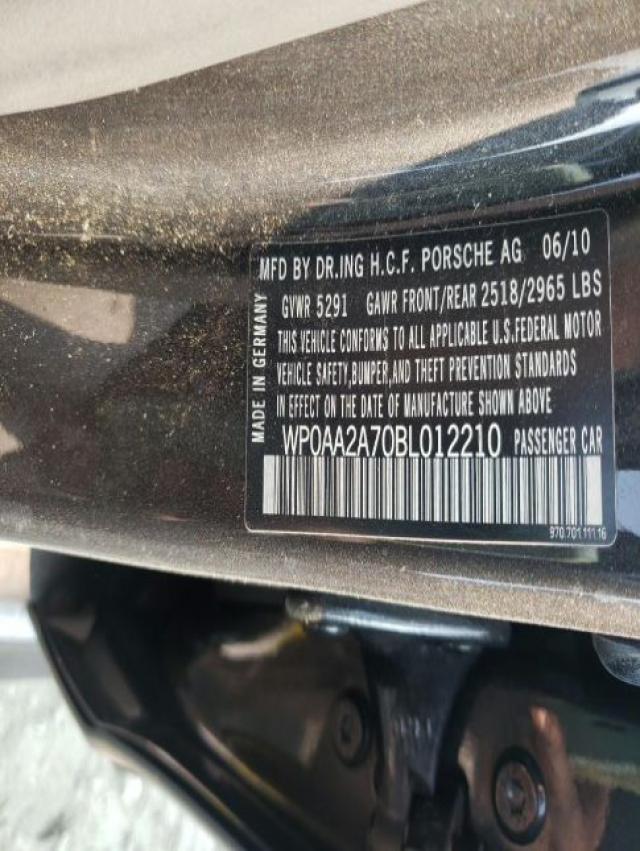 MFD BY DR.ING H.C.F. PORSCHE AG 06/10
GVWR 5291 GAWR FRONT/REAR 2518/2965 LBS
THIS VEHICLE CONFORMS TO ALL APPLICABLE U.S.FEDERAL MOTOR
VEHICLE SAFETY,BUMPER,AND THEFT PREVENTION STANDARDS
IN EFFECT ON THE DATE OF MANUFACTURE SHOWN ABOVE
WP0AA2A70BL012210 PASSENGER CAR
MADE IN GERMANY
970.701.111.16